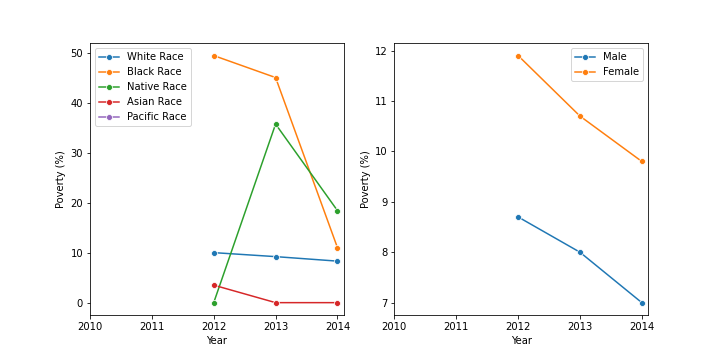 50
40
30
20
10
0
Poverty (%)
White Race
Black Race
Native Race
Asian Race
Pacific Race
2010 2011 2012 2013 2014
Year
12
11
10
9
8
7
Poverty (%)
Male
Female
2010 2011 2012 2013 2014
Year